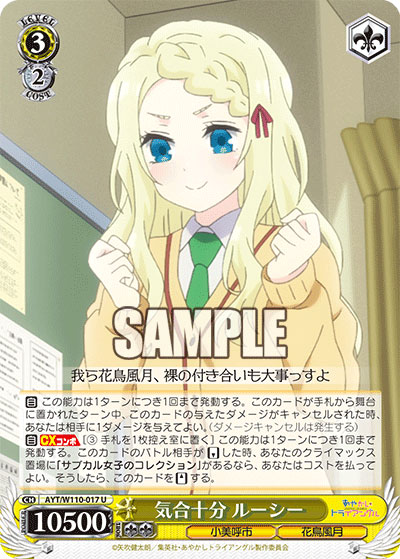 LEVEL
3
2
COST
SAMPLE
我ら花鳥風月、裸の付き合いも大事っすよ
自 この能力は1ターンにつき1回まで発動する。このカードが手札から舞台
に置かれたターン中、このカードの与えたダメージがキャンセルされた時、
あなたは相手に1ダメージを与えてよい。(ダメージキャンセルは発生する)
自 CXコンボ [③ 手札を1枚控え室に置く] この能力は1ターンにつき1回まで
発動する。このカードのバトル相手が した時、あなたのクライマックス
置場に「サブカル女子のコレクション」があるなら、あなたはコストを払っ
てよい。そうしたら、このカードをスタンドする。
CH AYT/W110-017 U
あやかし
トライアングル
10500
気合十分 ルーシー
小美呼市
花鳥風月
©矢吹健太朗／集英社・あやかしトライアングル製作委員会